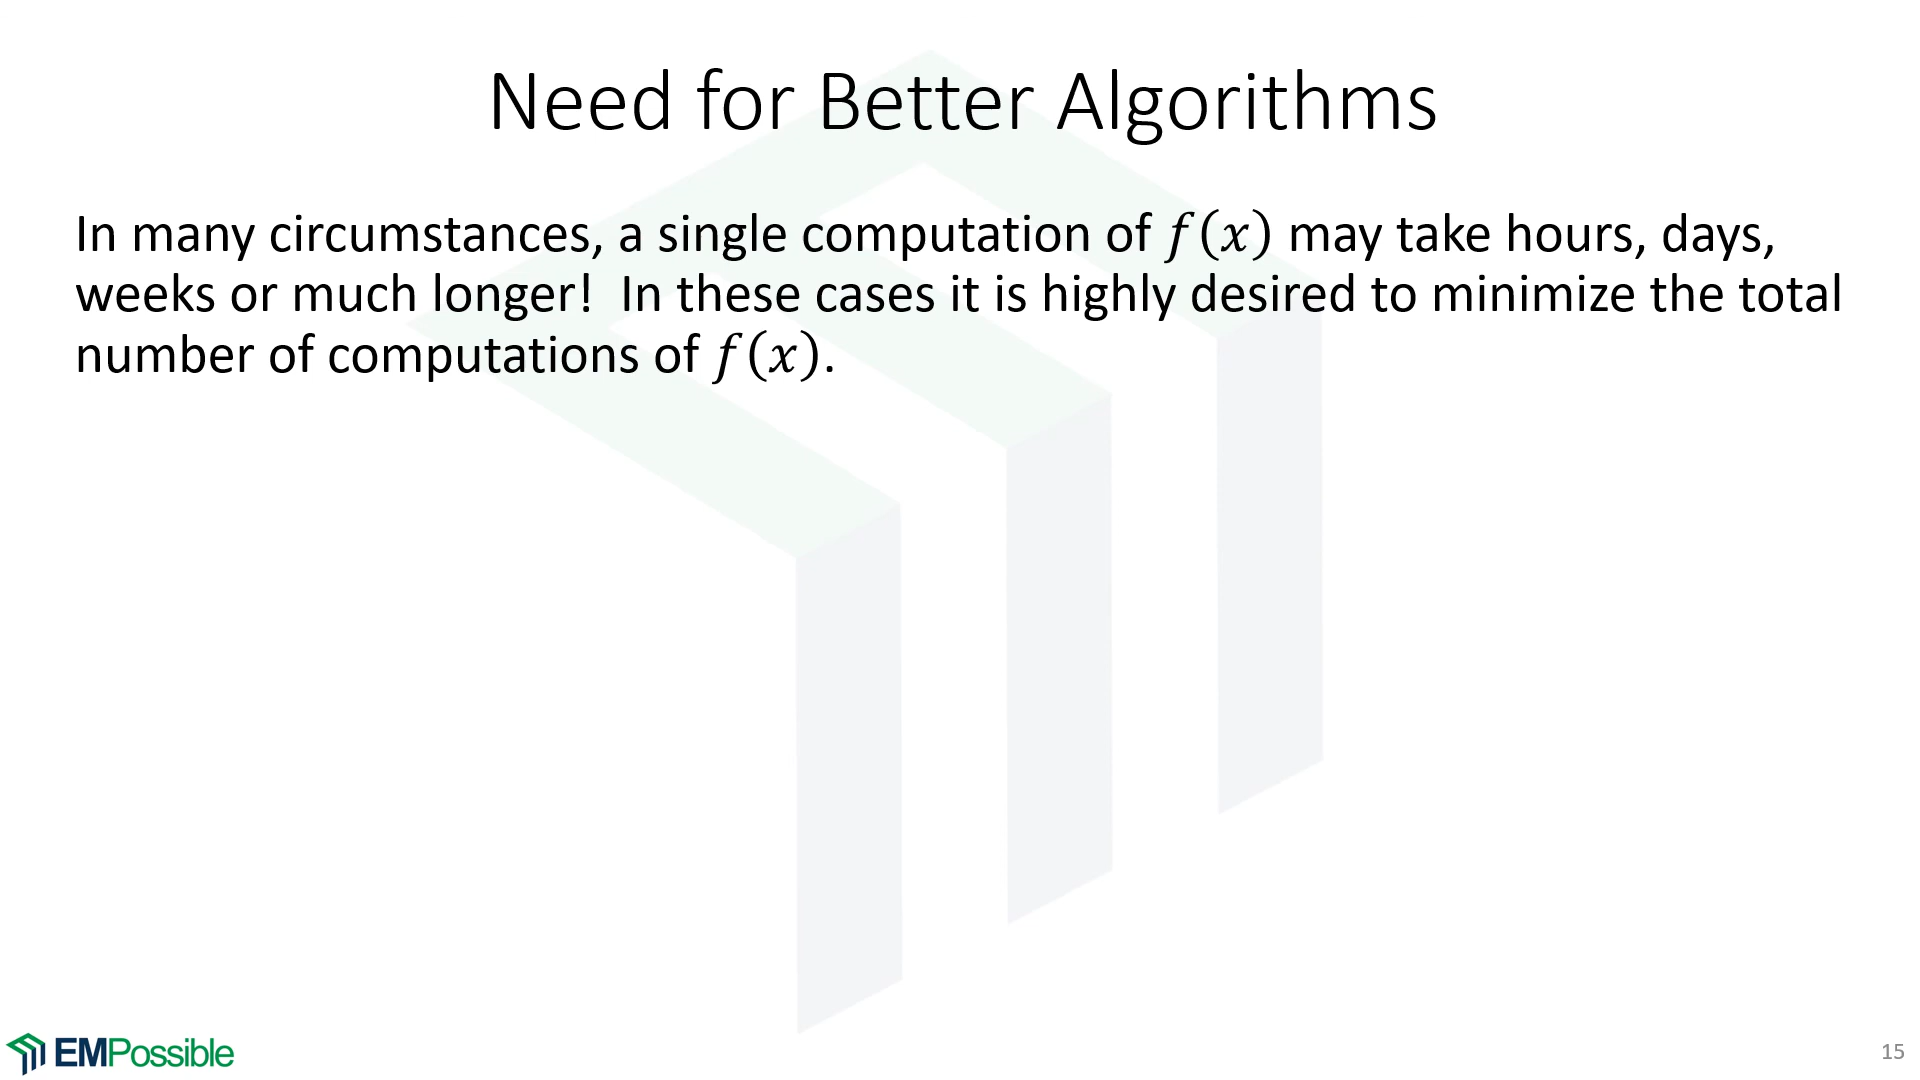 Need for Better Algorithms
In many circumstances, a single computation of 𝑓(𝑥) may take hours, days,
weeks or much longer!  In these cases it is highly desired to minimize the total
number of computations of 𝑓(𝑥).
EMPossible
15